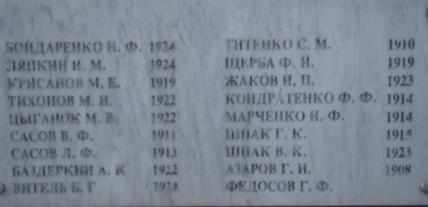 БОНДАРЕНКО Н. Ф. 1924
ЛЯПКИН И. М. 1924
КРИСАНОВ М. Е. 1919
ТИХОНОВ М. И. 1922
ЦЫГАНОК М. В. 1922
САСОВ В. Ф. 1911
САСОВ Л. Ф. 1913
БАЗДЕРКИН А. К 1922
ВИТЕЛЬ Б. Г 1924
ТИТЕНКО С. М. 1910
ЩЕРБА Ф. И. 1919
ЖАКОВ И. П. 1923
КОНДРАТЕНКО Ф. Ф. 1914
МАРЧЕНКО И. Ф. 1914
ШПАК Г. К. 1915
ШПАК В. К. 1923
АЗАРОВ Г. И. 1908
ФЕДОСОВ Г. Ф.